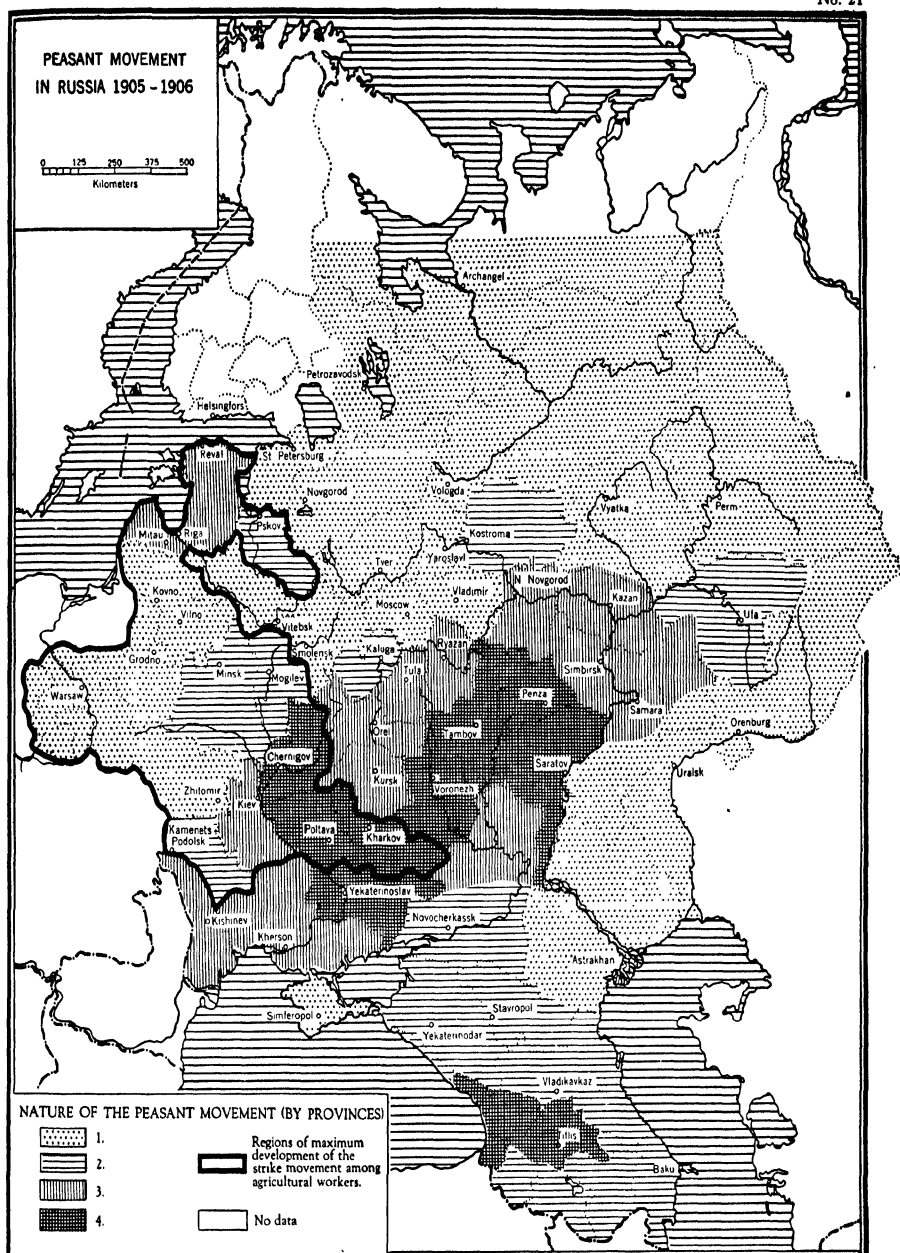 No. 21
PEASANT MOVEMENT
IN RUSSIA 1905 - 1906
0 125 250 375 500
Kilometers
Archangel
Petrozavodsk
Helsingfors
Reval
St Petersburg
Novgorod
Vologda
Vyatka
Perm
Pskov
Kostroma
Mitau
Riga
Yaroslavl
Tver
N Novgorod
Kazan
Kovno
Vladimir
Moscow
Ufa
Vilno
Vitebsk
Smolensk
Kaluga
Ryazan
Grodno
Minsk
Mogilev
Tula
Simbirsk
Warsaw
Penza
Samara
Orel
Tambov
Orenburg
Chernigov
Saratov
Uralsk
Kursk
Voronezh
Zhitomir
Kiev
Kamenets
Podolsk
Poltava
Kharkov
Yekaterinoslav
Novocherkassk
Kishinev
Kherson
Astrakhan
Simferopol
Stavropol
Yekaterinodar
Vladikavkaz
Tiflis
Baku
NATURE OF THE PEASANT MOVEMENT (BY PROVINCES)
1.
2.
3.
4.
Regions of maximum
development of the
strike movement among
agricultural workers.
No data